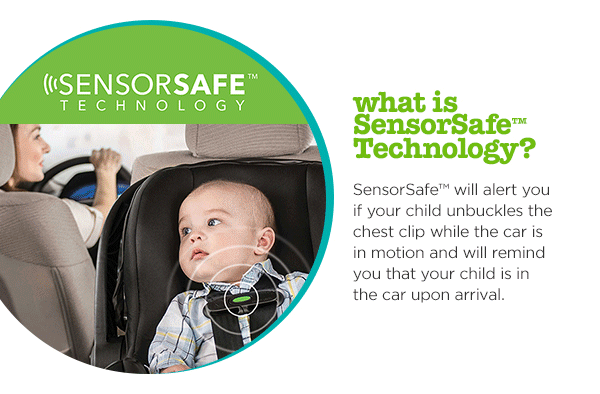 SENSORSAFE™
TECHNOLOGY
what is
SensorSafe™
Technology?
SensorSafe™ will alert you
if your child unbuckles the
chest clip while the car is
in motion and will remind
you that your child is in
the car upon arrival.